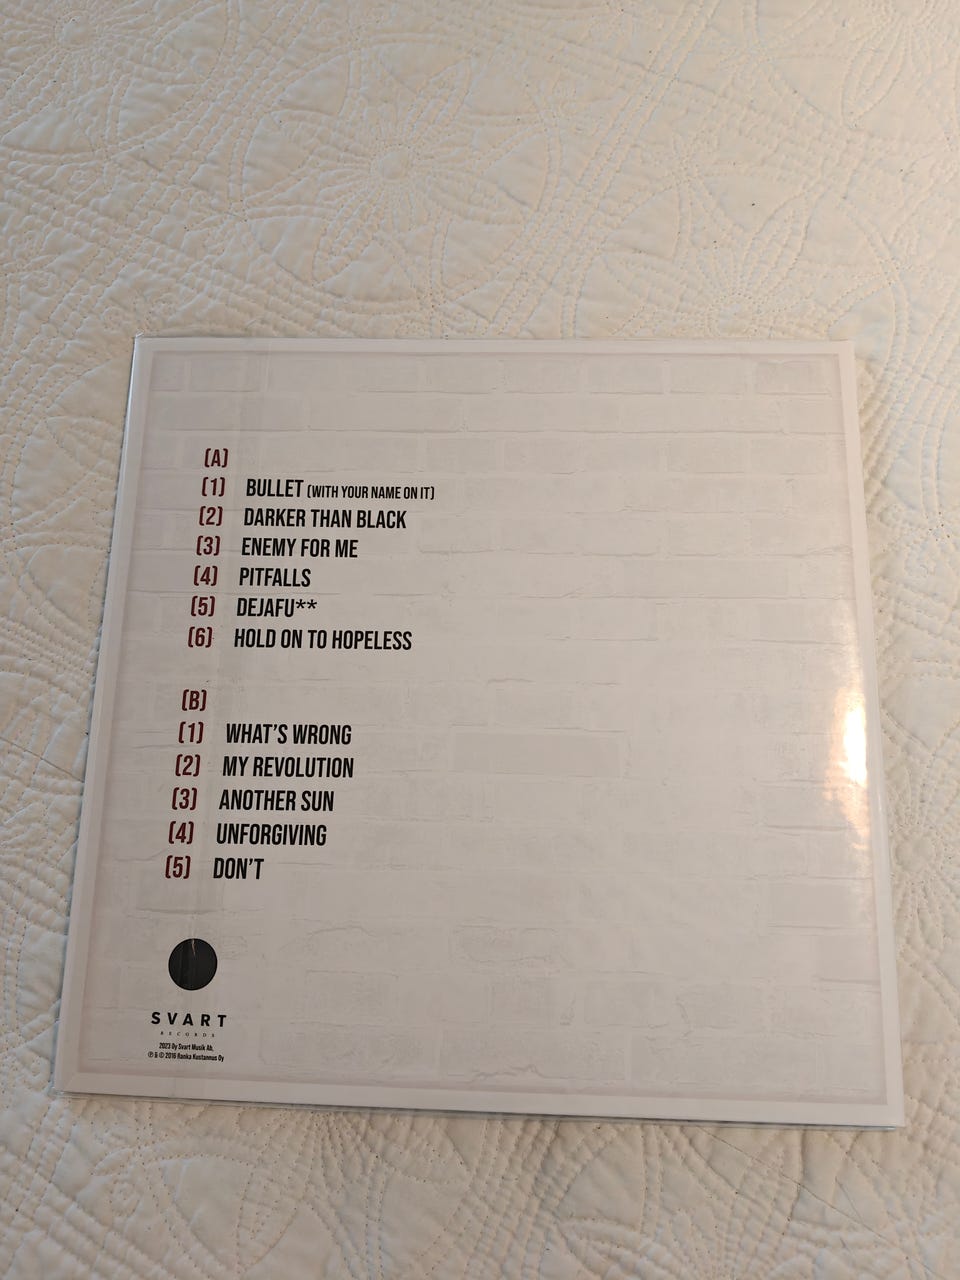 (A)
(1) BULLET (WITH YOUR NAME ON IT)
(2) DARKER THAN BLACK
(3) ENEMY FOR ME
(4) PITFALLS
(5) DEJAFU**
(6) HOLD ON TO HOPELESS
(B)
(1) WHAT'S WRONG
(2) MY REVOLUTION
(3) ANOTHER SUN
(4) UNFORGIVING
(5) DON'T
SVART
RECORDS
2023 Oy Svart Musik Ab,
℗ & © 2016 Ranka Kustannus Oy